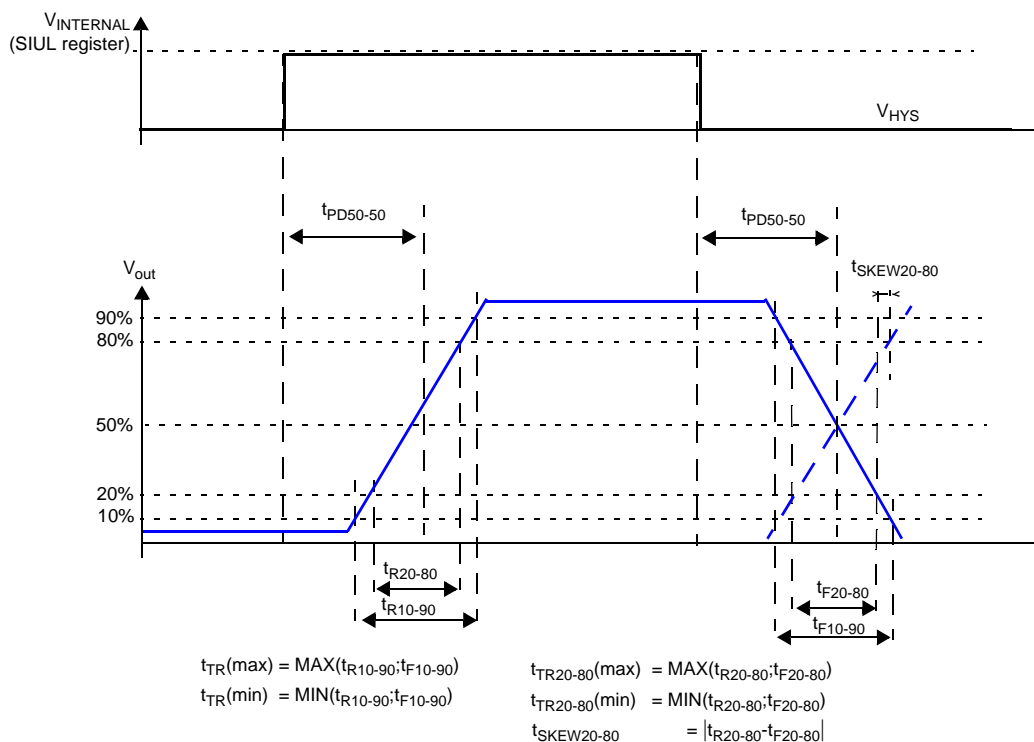 VINTERNAL
(SIUL register)
VHYS
tPD50-50
tPD50-50
tSKEW20-80
Vout
90%
80%
50%
20%
10%
tR20-80
tR10-90
tF20-80
tF10-90
tTR(max) = MAX(tR10-90;tF10-90)
tTR(min) = MIN(tR10-90;tF10-90)
tTR20-80(max) = MAX(tR20-80;tF20-80)
tTR20-80(min) = MIN(tR20-80;tF20-80)
tSKEW20-80 = |tR20-80-tF20-80|